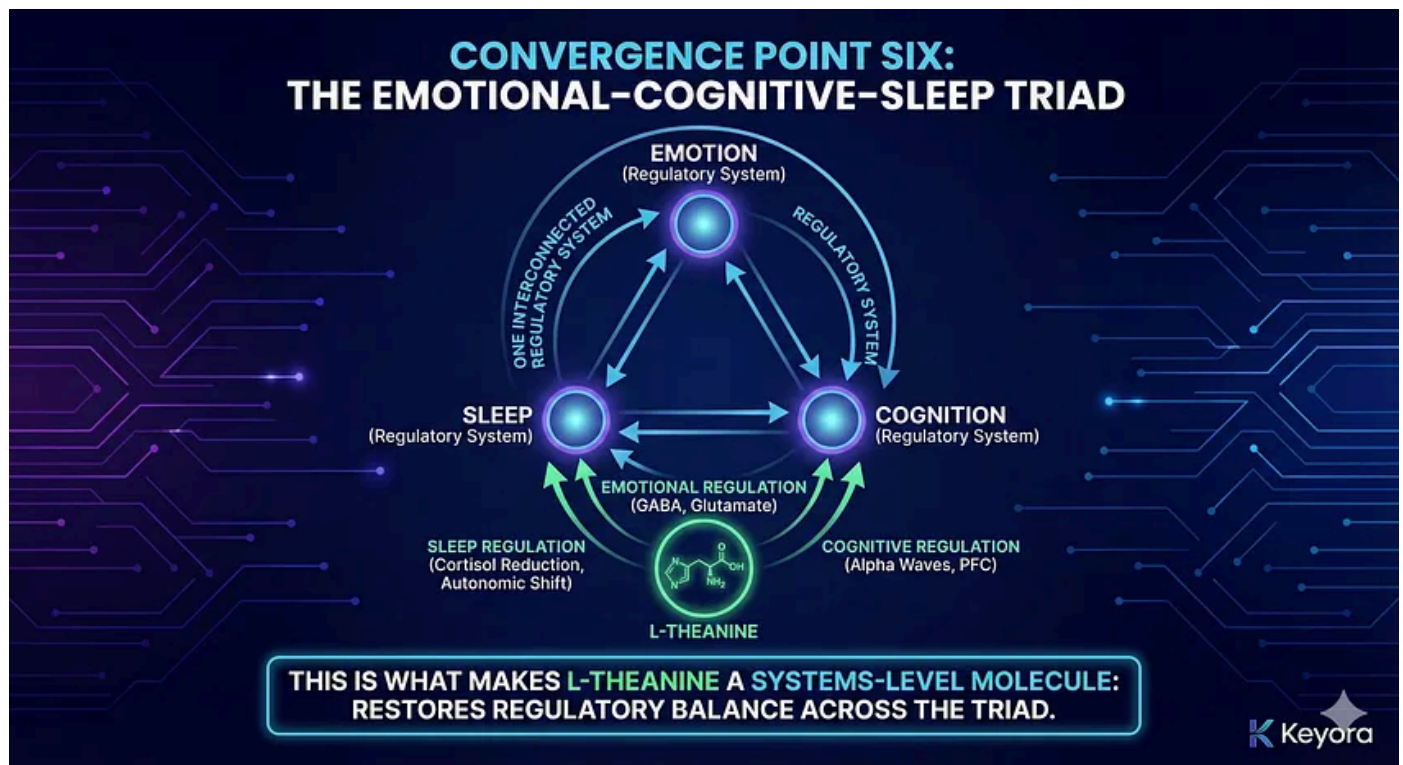 CONVERGENCE POINT SIX:
THE EMOTIONAL-COGNITIVE-SLEEP TRIAD
EMOTION
(Regulatory System)
ONE INTERCONNECTED
REGULATORY SYSTEM
REGULATORY SYSTEM
SLEEP
(Regulatory System)
COGNITION
(Regulatory System)
EMOTIONAL REGULATION
(GABA, Glutamate)
SLEEP REGULATION
(Cortisol Reduction,
Autonomic Shift)
COGNITIVE REGULATION
(Alpha Waves, PFC)
N
N
O
OH
NH₂
L-THEANINE
THIS IS WHAT MAKES L-THEANINE A SYSTEMS-LEVEL MOLECULE:
RESTORES REGULATORY BALANCE ACROSS THE TRIAD.
Keyora